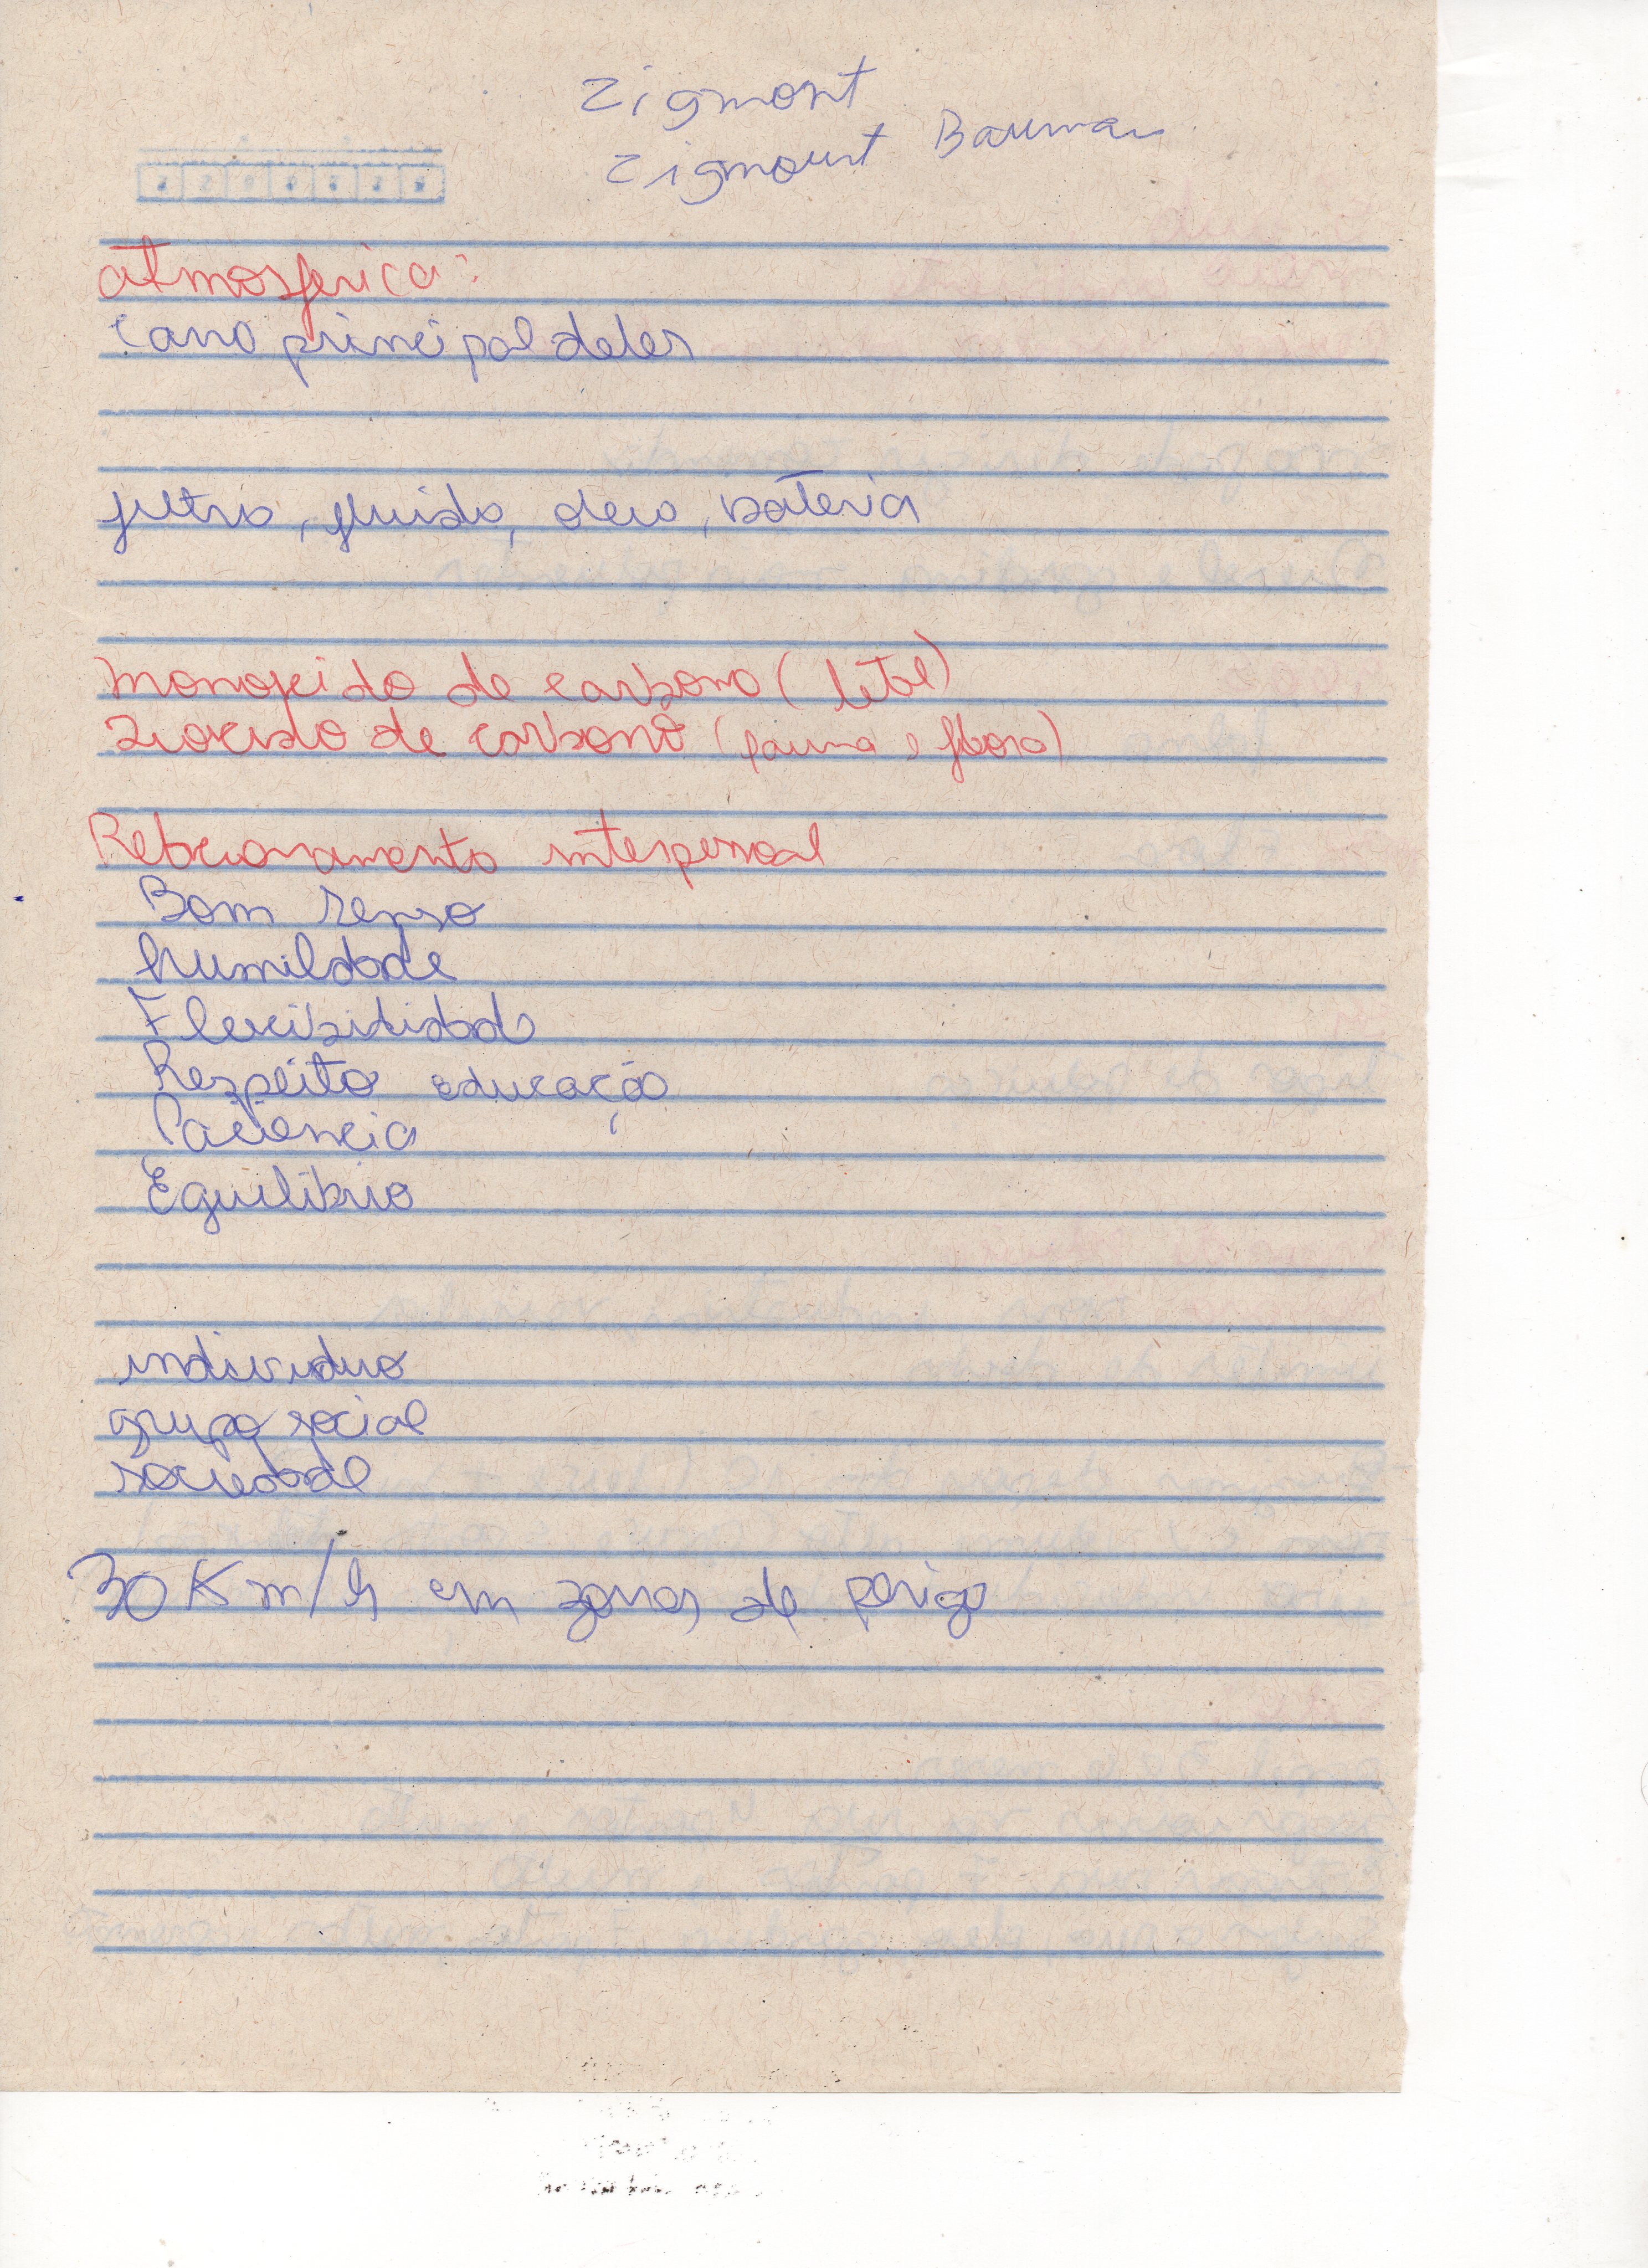 Zigmont
Zigmount Bauman
atmosferica:
Carro principal deles
filtro, fluido, oleo, bateria
Monoxido de carbono (letal)
Dioxido de carbono (fauna e flora)
Relacionamento interpessoal
Bom senso
humildade
Flexibilidade
Respeito educação
Paciencia
Equilibrio
individuo
grupo social
sociedade
30 Km/h em zonas de perigo